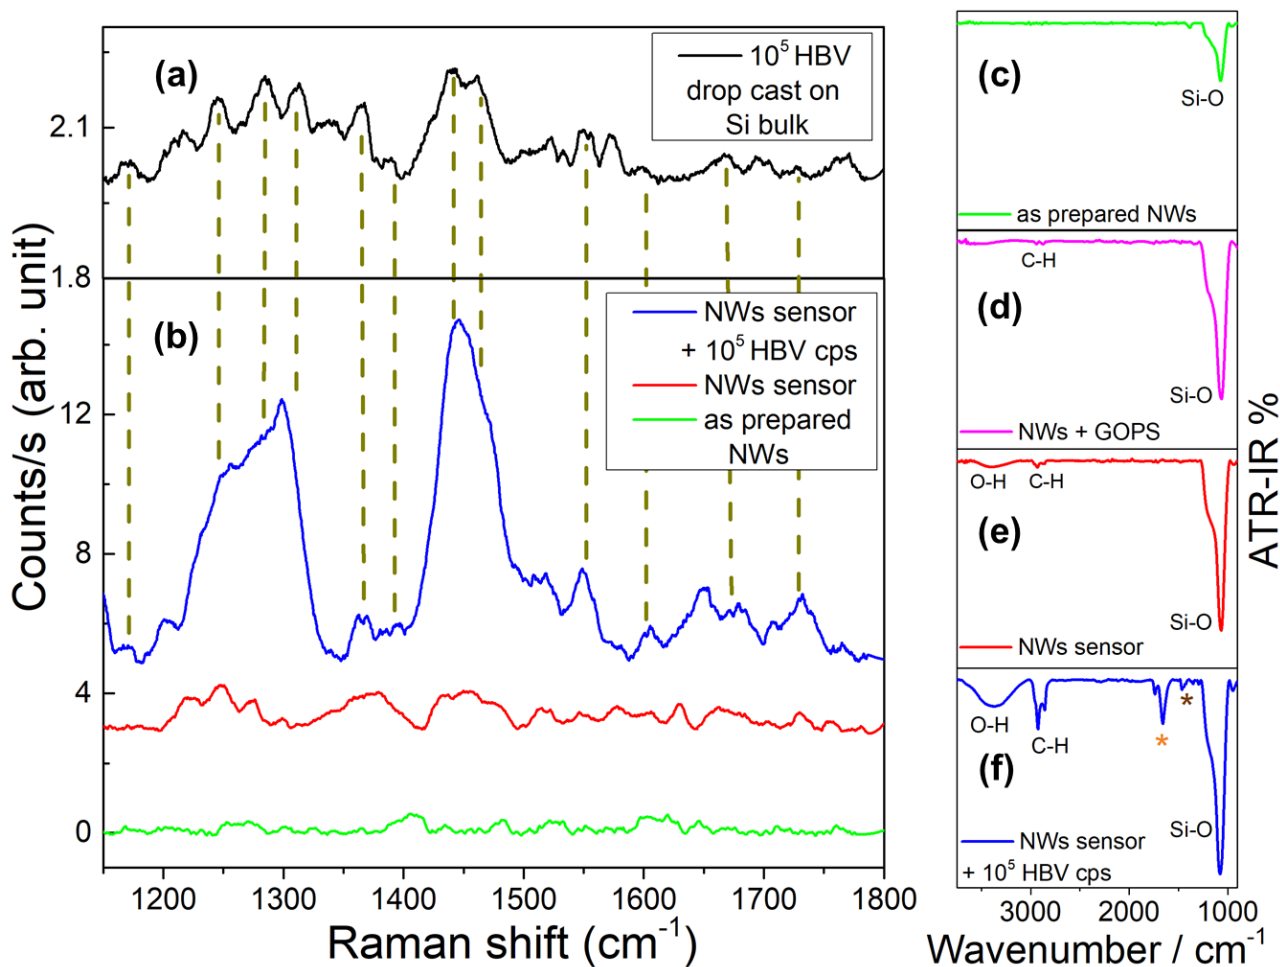 (a)
10⁵ HBV
drop cast on
Si bulk
2.1
1.8
(b)
NWs sensor
+ 10⁵ HBV cps
NWs sensor
as prepared
NWs
12
8
4
0
Counts/s (arb. unit)
1200 1300 1400 1500 1600 1700 1800
Raman shift (cm⁻¹)
(c)
Si-O
as prepared NWs
C-H
(d)
Si-O
NWs + GOPS
O-H C-H
(e)
Si-O
NWs sensor
O-H
C-H
*
*
(f)
Si-O
NWs sensor
+ 10⁵ HBV cps
ATR-IR %
3000 2000 1000
Wavenumber / cm⁻¹